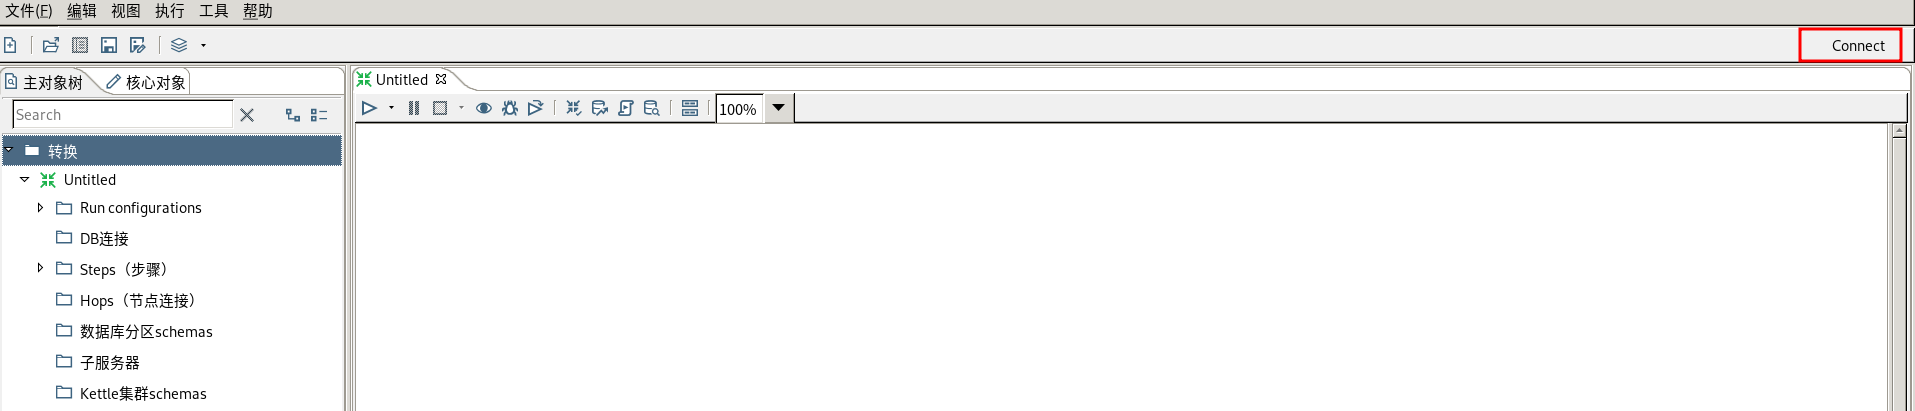 文件(F) 编辑 视图 执行 工具 帮助
Connect
主对象树 核心对象
Untitled
Search
100%
转换
Untitled
Run configurations
DB连接
Steps（步骤）
Hops（节点连接）
数据库分区schemas
子服务器
Kettle集群schemas